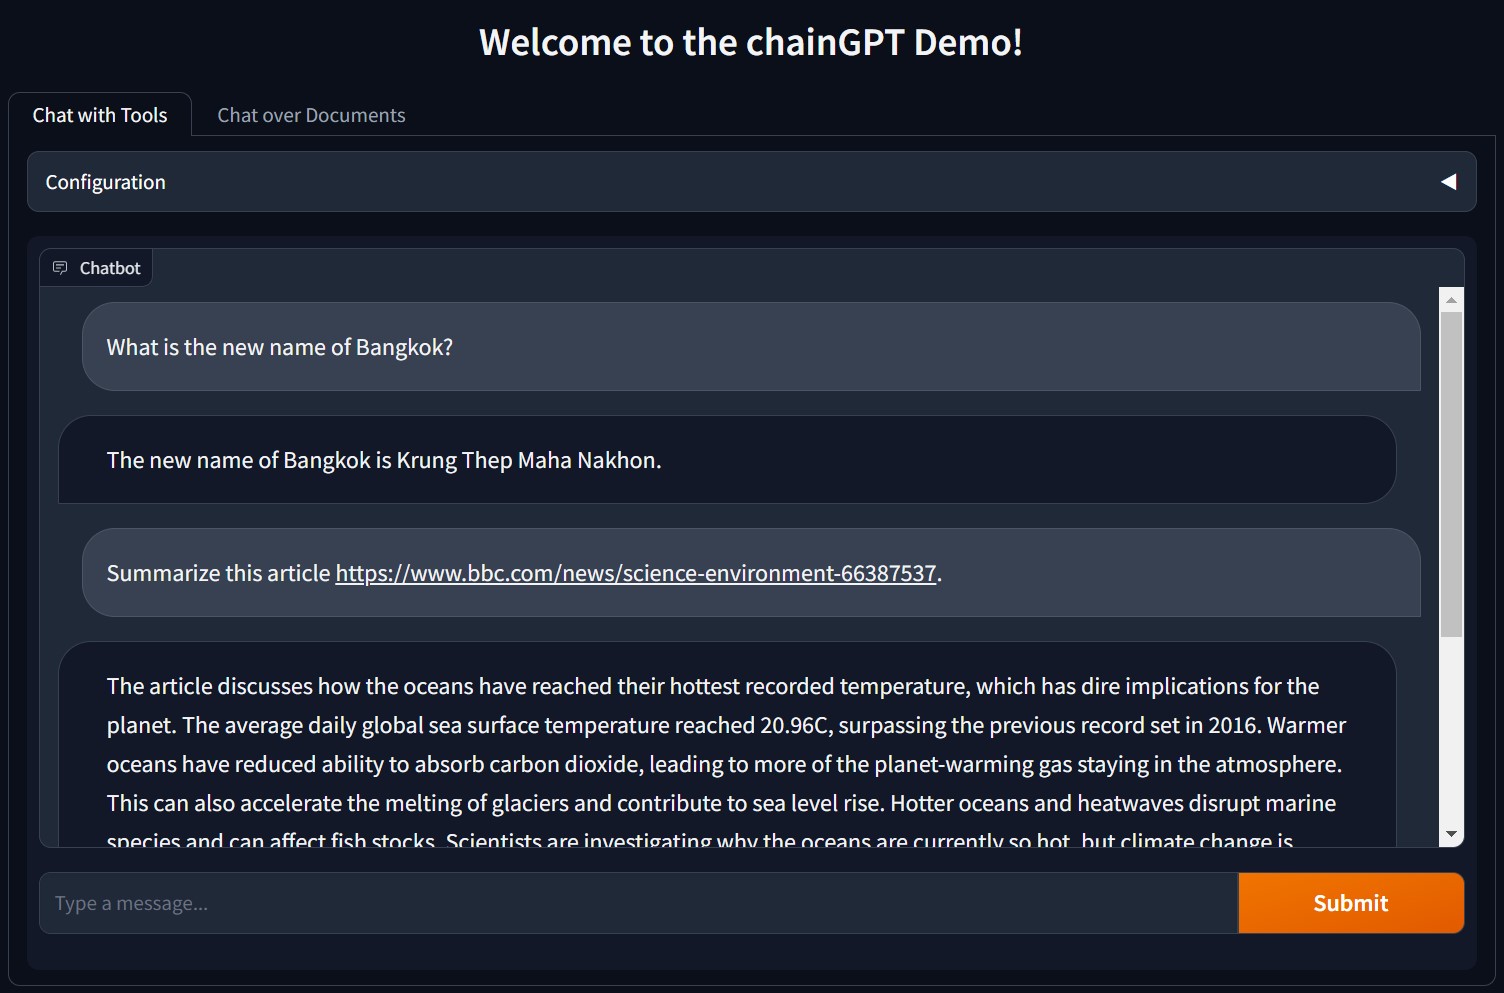 Welcome to the chainGPT Demo!
Chat with Tools
Chat over Documents
Configuration
Chatbot
What is the new name of Bangkok?
The new name of Bangkok is Krung Thep Maha Nakhon.
Summarize this article https://www.bbc.com/news/science-environment-66387537.
The article discusses how the oceans have reached their hottest recorded temperature, which has dire implications for the
planet. The average daily global sea surface temperature reached 20.96C, surpassing the previous record set in 2016. Warmer
oceans have reduced ability to absorb carbon dioxide, leading to more of the planet-warming gas staying in the atmosphere.
This can also accelerate the melting of glaciers and contribute to sea level rise. Hotter oceans and heatwaves disrupt marine
species and can affect fish stocks. Scientists are investigating why the oceans are currently so hot, but climate change is
Type a message...
Submit